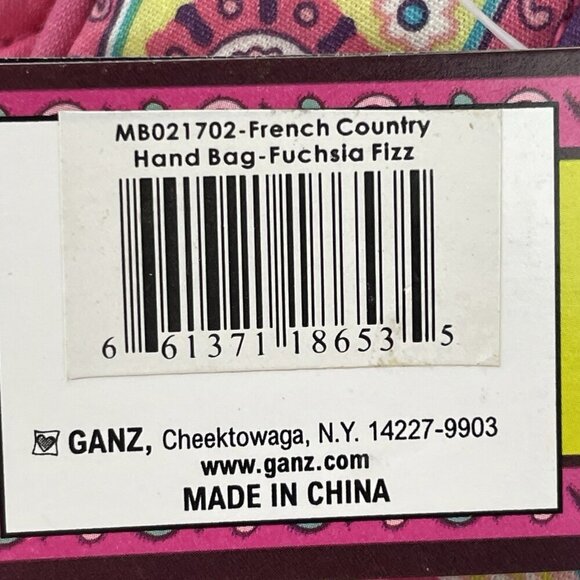 MB021702-French Country
Hand Bag-Fuchsia Fizz
6 61371 18653 5
GANZ, Cheektowaga, N.Y. 14227-9903
www.ganz.com
MADE IN CHINA